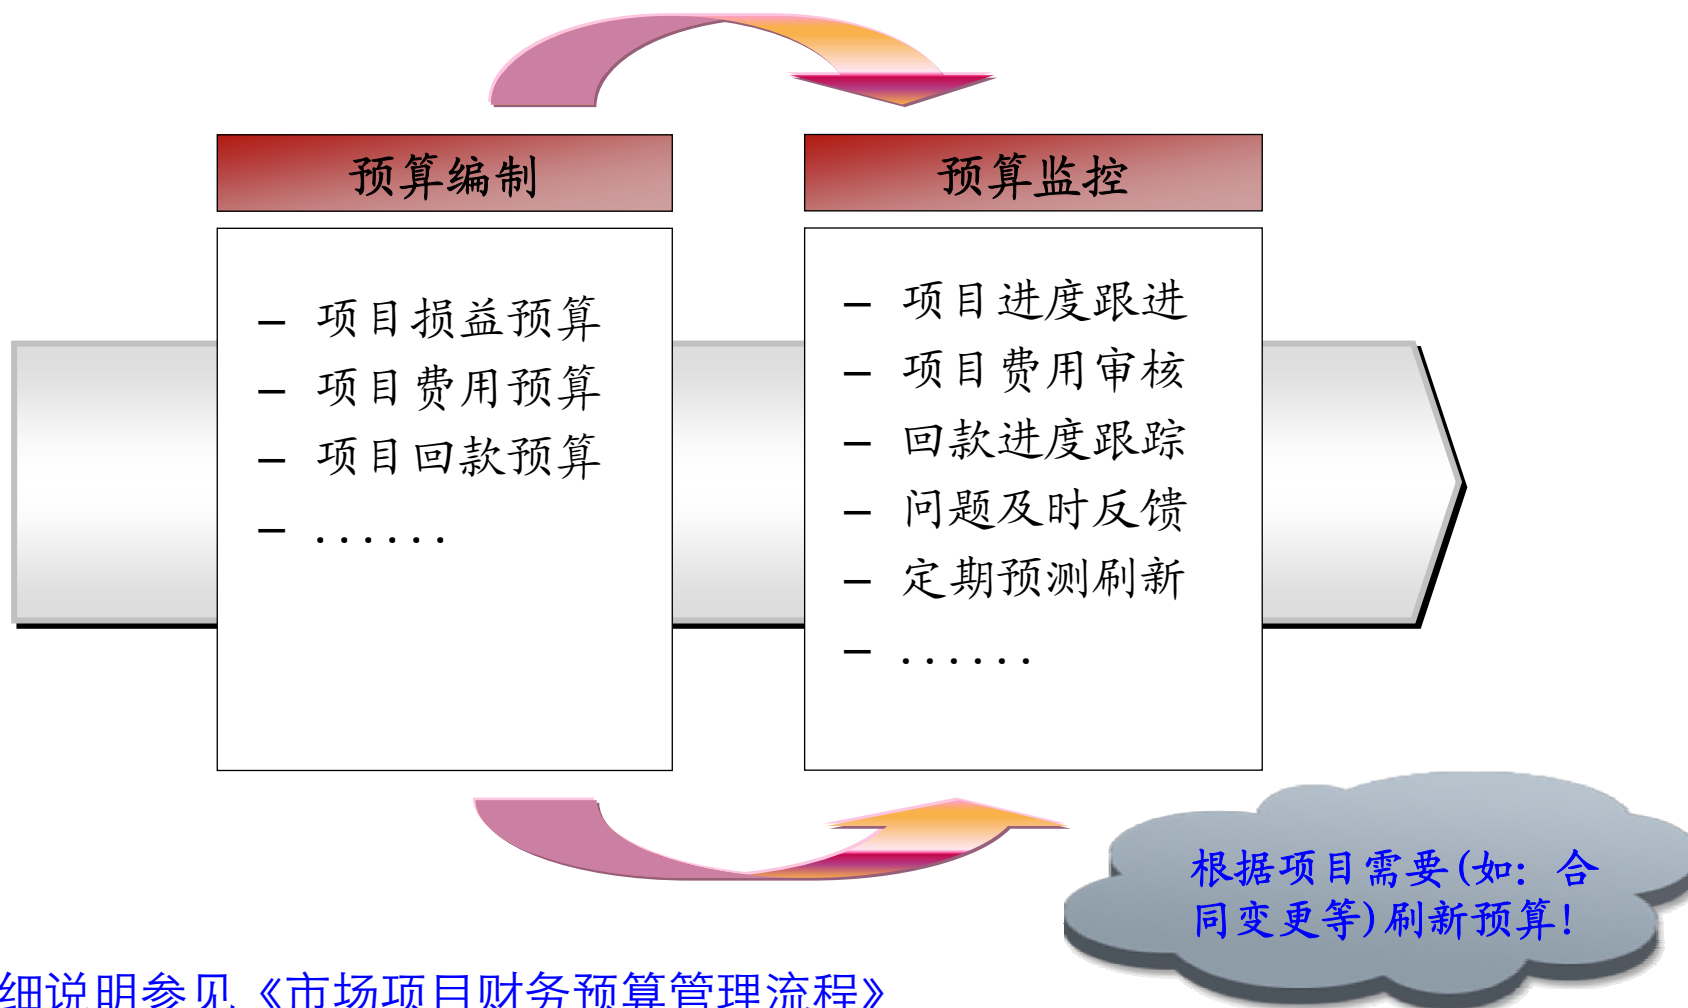 预算编制
– 项目损益预算
– 项目费用预算
– 项目回款预算
– ......
预算监控
– 项目进度跟进
– 项目费用审核
– 回款进度跟踪
– 问题及时反馈
– 定期预测刷新
– ......
根据项目需要(如：合
同变更等)刷新预算!
细说明参见《市场项目财务预算管理流程》